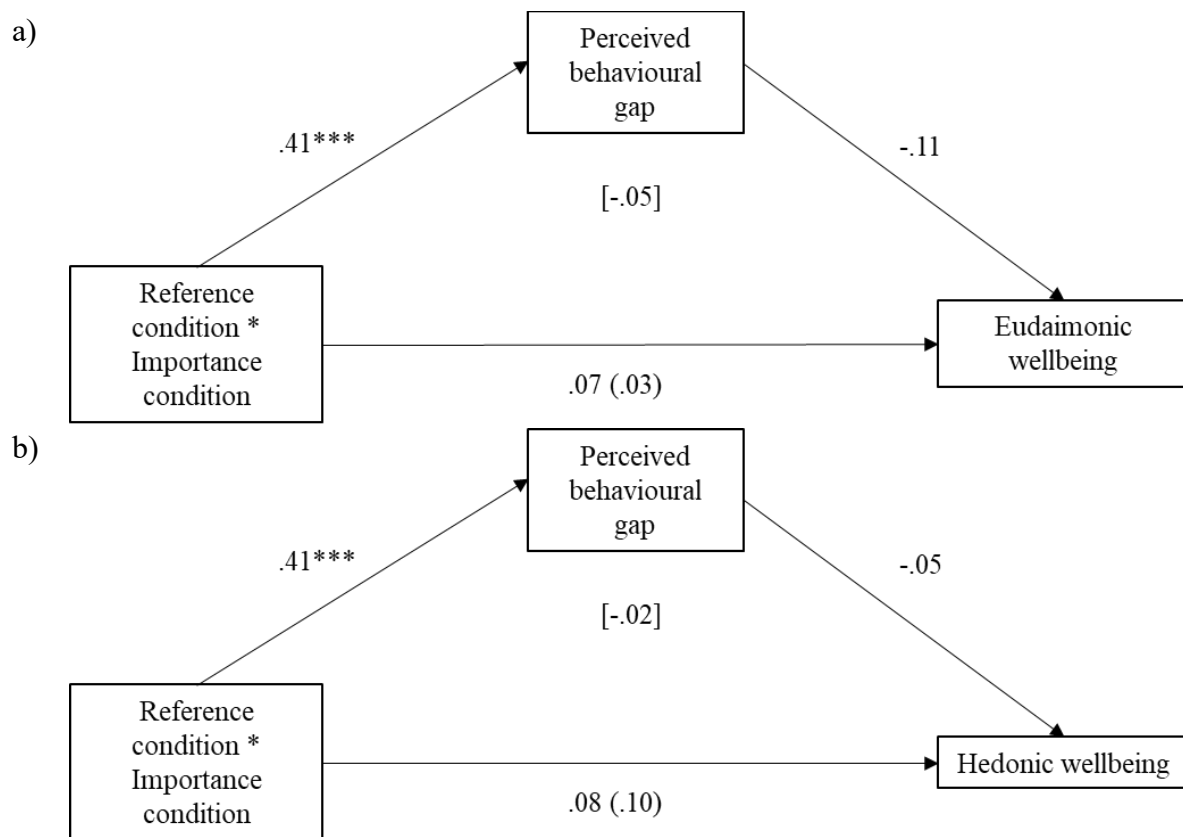 a)
Perceived
behavioural
gap
.41***
-.11
[-.05]
Reference
condition *
Importance
condition
Eudaimonic
wellbeing
.07 (.03)
b)
Perceived
behavioural
gap
.41***
-.05
[-.02]
Reference
condition *
Importance
condition
Hedonic wellbeing
.08 (.10)